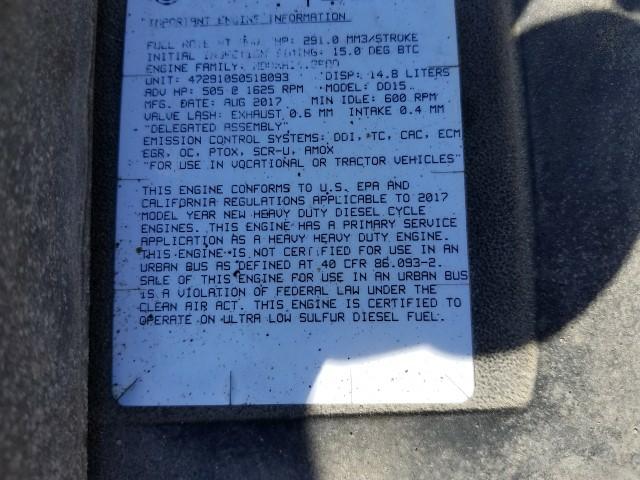 IMPORTANT ENGINE INFORMATION
FULL RATE AT ADV HP: 291.0 MM3/STROKE
INITIAL INJECTION TIMING: 15.0 DEG BTC
ENGINE FAMILY:
UNIT: 472910S0518093 DISP: 14.8 LITERS
ADV HP: 505 @ 1625 RPM MODEL: DD15
MFG. DATE: AUG 2017 MIN IDLE: 600 RPM
VALVE LASH: EXHAUST 0.6 MM INTAKE 0.4 MM
"DELEGATED ASSEMBLY"
EMISSION CONTROL SYSTEMS: DDI, TC, CAC, ECM
EGR, OC, PTOX, SCR-U, AMOX
"FOR USE IN VOCATIONAL OR TRACTOR VEHICLES"
THIS ENGINE CONFORMS TO U.S. EPA AND
CALIFORNIA REGULATIONS APPLICABLE TO 2017
MODEL YEAR NEW HEAVY DUTY DIESEL CYCLE
ENGINES. THIS ENGINE HAS A PRIMARY SERVICE
APPLICATION AS A HEAVY HEAVY DUTY ENGINE.
THIS ENGINE IS NOT CERTIFIED FOR USE IN AN
URBAN BUS AS DEFINED AT 40 CFR 86.093-2.
SALE OF THIS ENGINE FOR USE IN AN URBAN BUS
IS A VIOLATION OF FEDERAL LAW UNDER THE
CLEAN AIR ACT. THIS ENGINE IS CERTIFIED TO
OPERATE ON ULTRA LOW SULFUR DIESEL FUEL.